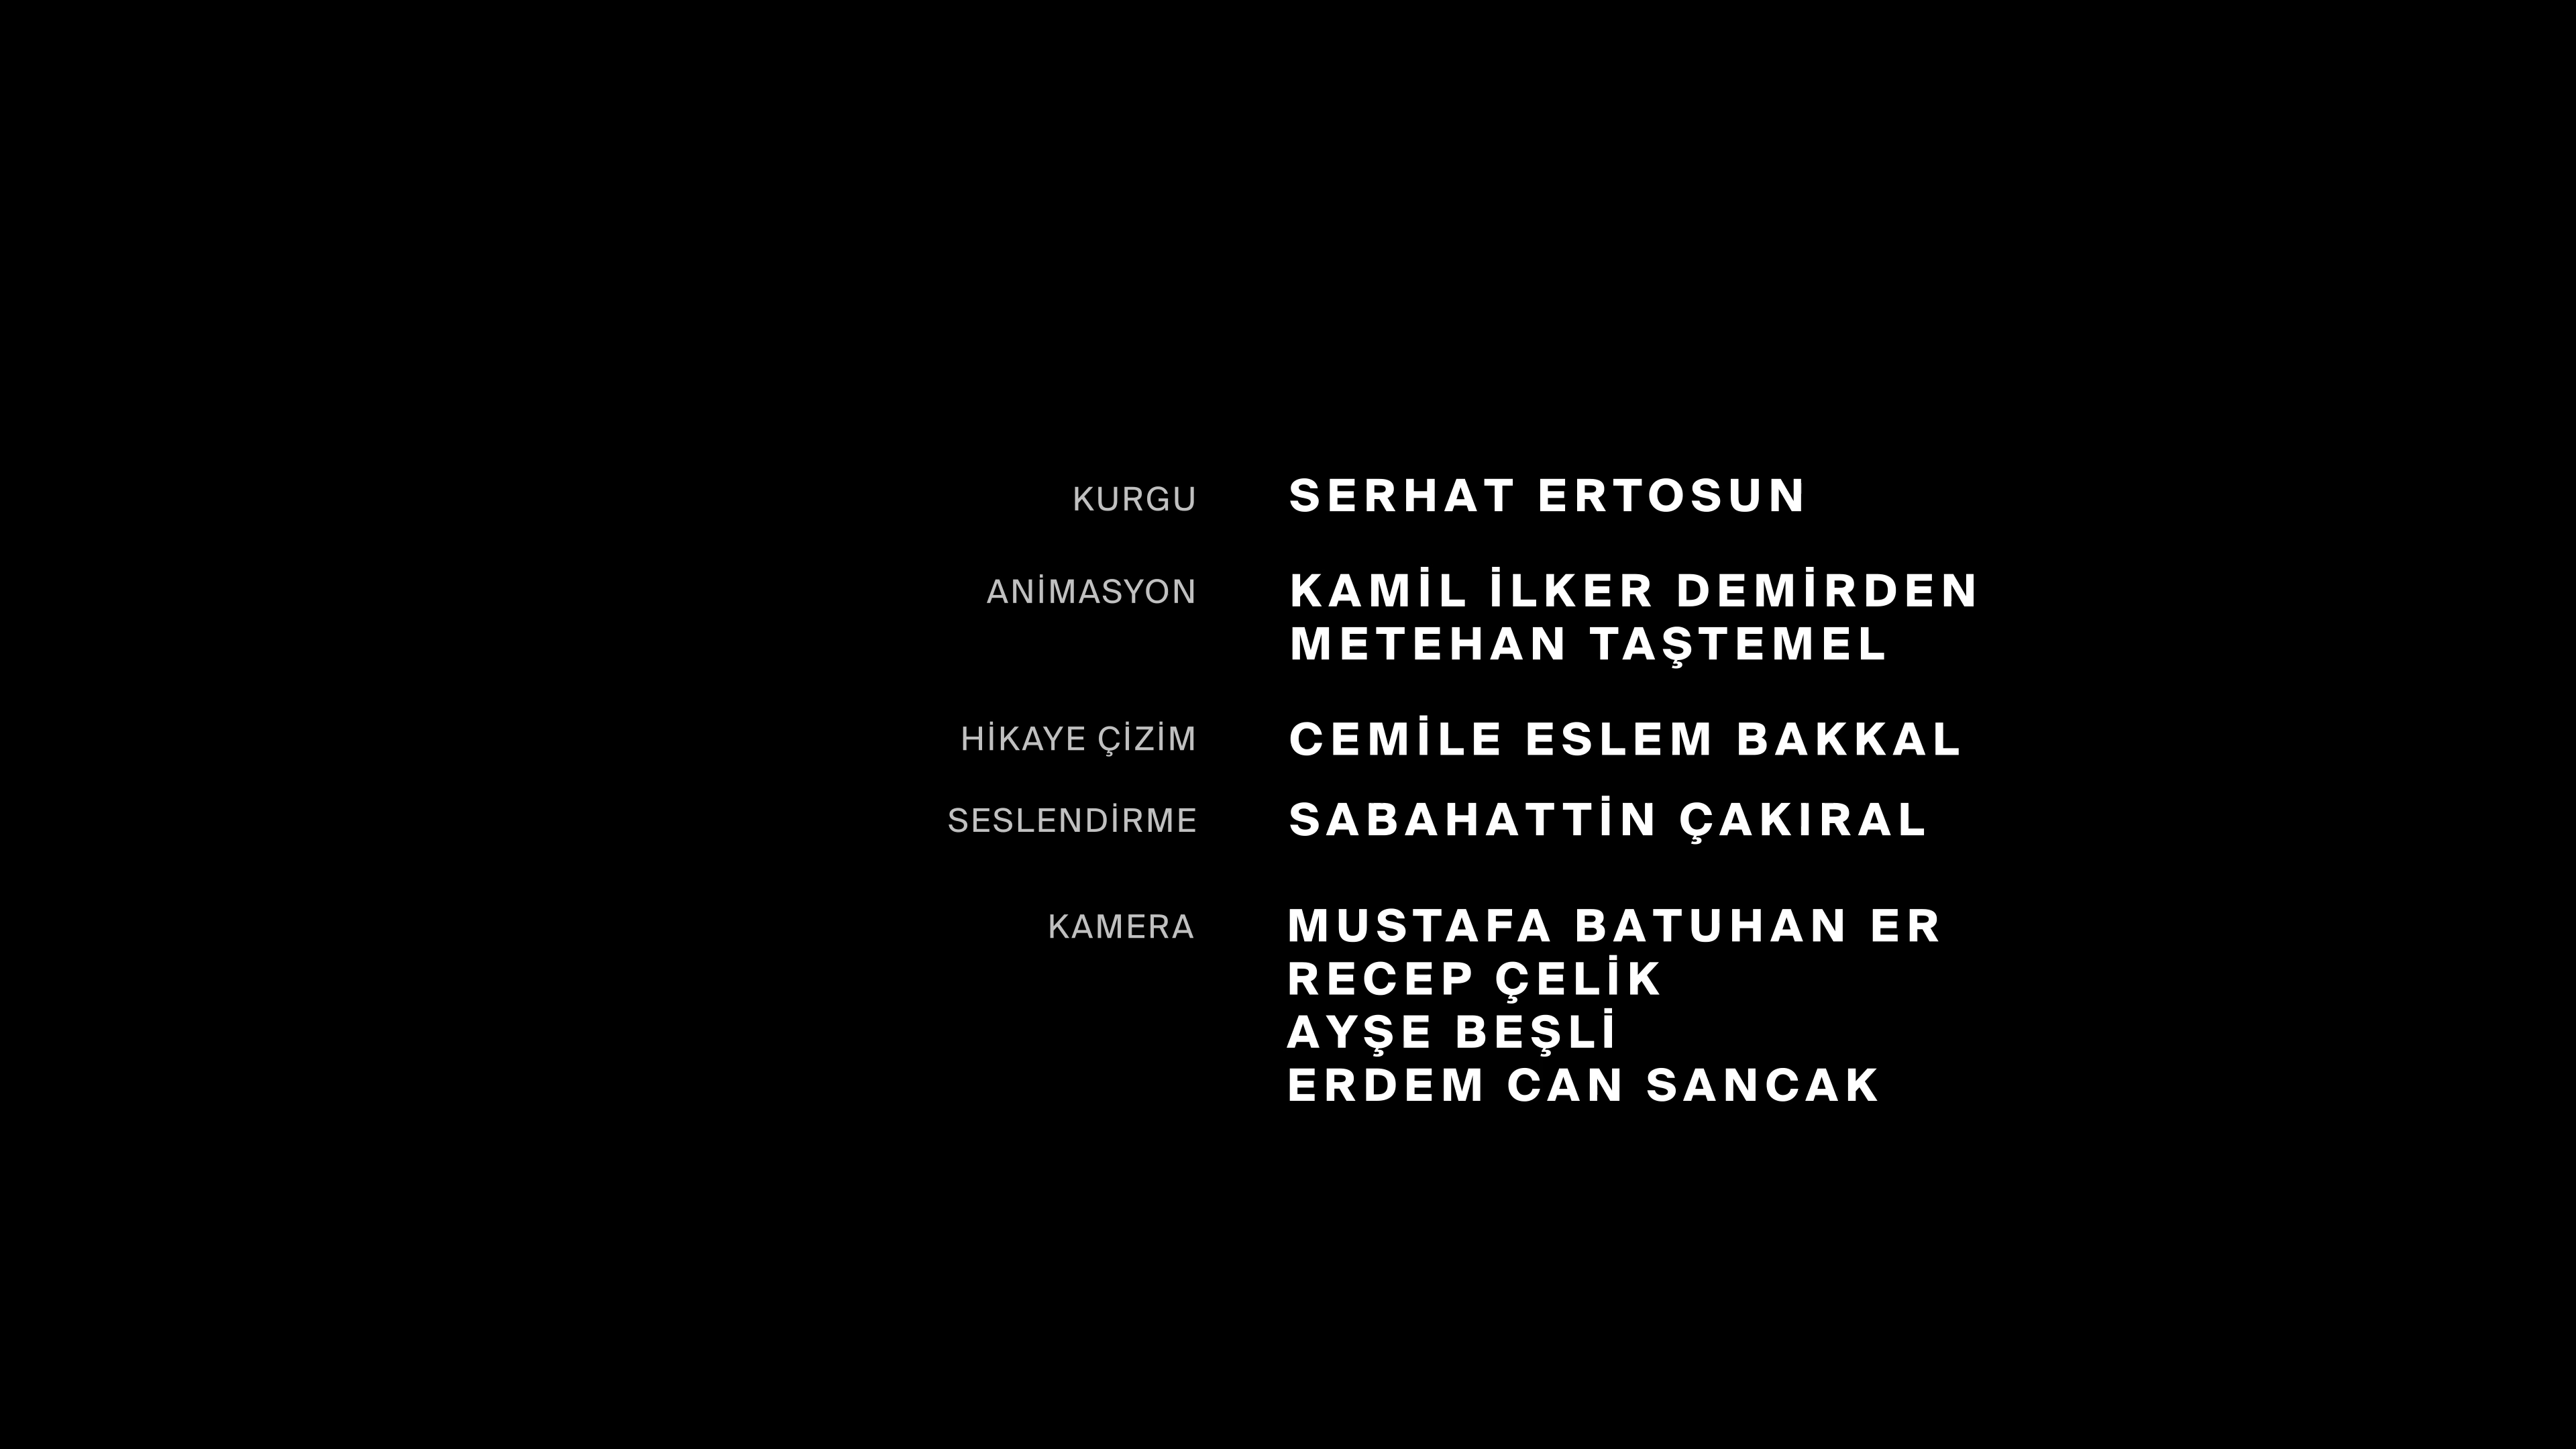 KURGU SERHAT ERTOSUN
ANİMASYON KAMİL İLKER DEMİRDEN
METEHAN TAŞTEMEL
HİKAYE ÇİZİM CEMİLE ESLEM BAKKAL
SESLENDİRME SABAHATTİN ÇAKIRAL
KAMERA MUSTAFA BATUHAN ER
RECEP ÇELİK
AYŞE BEŞLİ
ERDEM CAN SANCAK